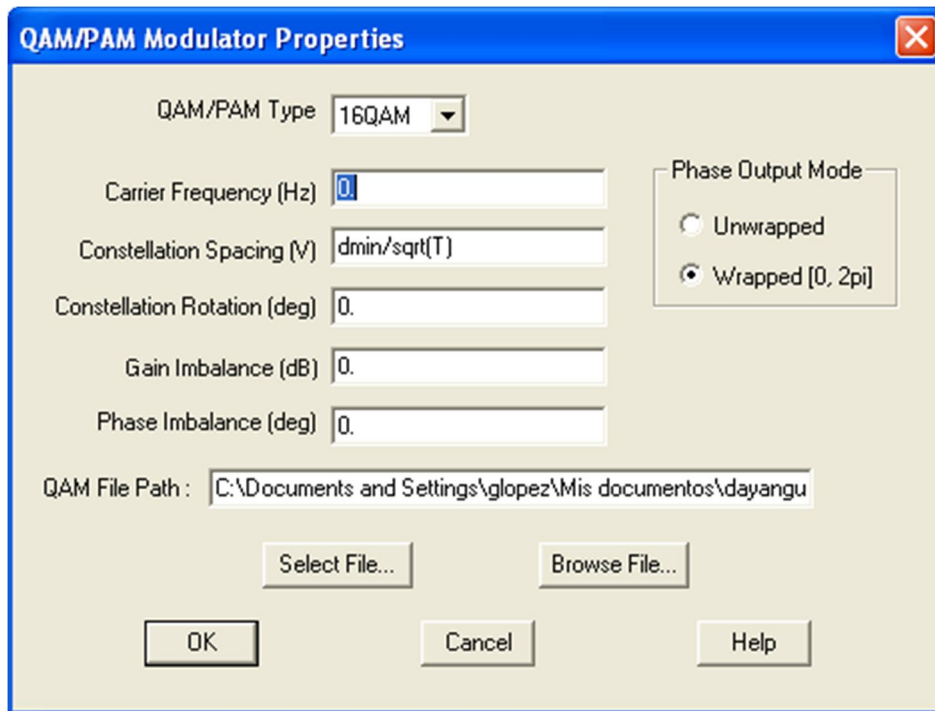 QAM/PAM Modulator Properties
QAM/PAM Type
16QAM
Carrier Frequency (Hz)
0.
Constellation Spacing (V)
dmin/sqrt(T)
Constellation Rotation (deg)
0.
Gain Imbalance (dB)
0.
Phase Imbalance (deg)
0.
Phase Output Mode
Unwrapped
Wrapped [0, 2pi]
QAM File Path :
C:\Documents and Settings\glopez\Mis documentos\dayangu
Select File...
Browse File...
OK
Cancel
Help